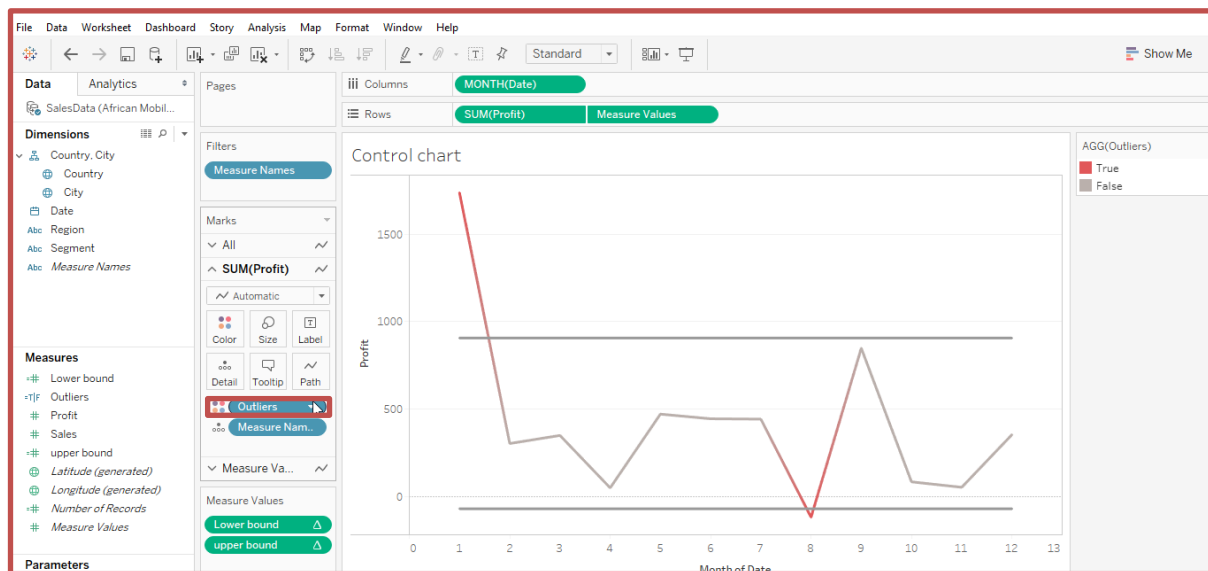 File Data Worksheet Dashboard Story Analysis Map Format Window Help
Standard
Show Me
Data Analytics
SalesData (African Mobil...
Dimensions
Country, City
Country
City
Date
Abc Region
Abc Segment
Abc Measure Names
Measures
=# Lower bound
=T|F Outliers
# Profit
# Sales
=# upper bound
Latitude (generated)
Longitude (generated)
=# Number of Records
# Measure Values
Parameters
Pages
Filters
Measure Names
Marks
All
SUM(Profit)
Automatic
Color Size Label
Detail Tooltip Path
Outliers
Measure Nam..
Measure Va...
Measure Values
Lower bound Δ
upper bound Δ
iii Columns MONTH(Date)
Rows SUM(Profit) Measure Values
Control chart
1500
1000
500
0
Profit
0 1 2 3 4 5 6 7 8 9 10 11 12 13
Month of Date
AGG(Outliers)
True
False